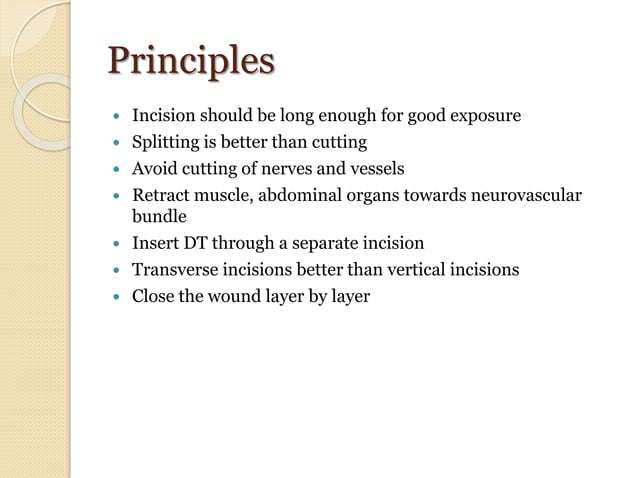 Principles
• Incision should be long enough for good exposure
• Splitting is better than cutting
• Avoid cutting of nerves and vessels
• Retract muscle, abdominal organs towards neurovascular
bundle
• Insert DT through a separate incision
• Transverse incisions better than vertical incisions
• Close the wound layer by layer